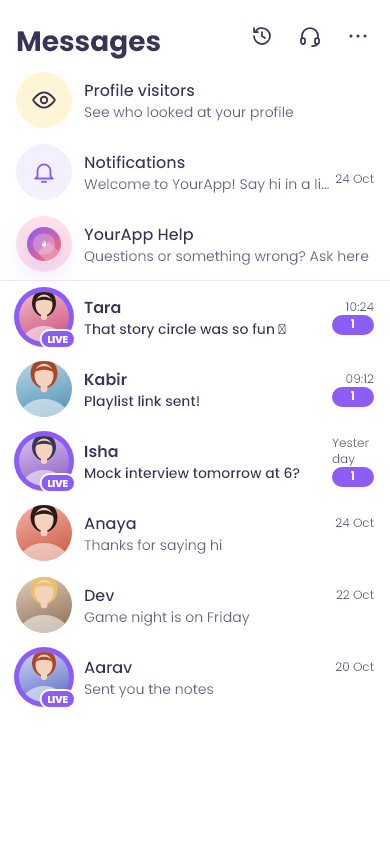 Messages
Profile visitors
See who looked at your profile
Notifications
Welcome to YourApp! Say hi in a li... 24 Oct
YourApp Help
Questions or something wrong? Ask here
Tara 10:24
That story circle was so fun 1
LIVE
Kabir 09:12
Playlist link sent! 1
Isha Yester
day
Mock interview tomorrow at 6? 1
LIVE
Anaya 24 Oct
Thanks for saying hi
Dev 22 Oct
Game night is on Friday
Aarav 20 Oct
Sent you the notes
LIVE